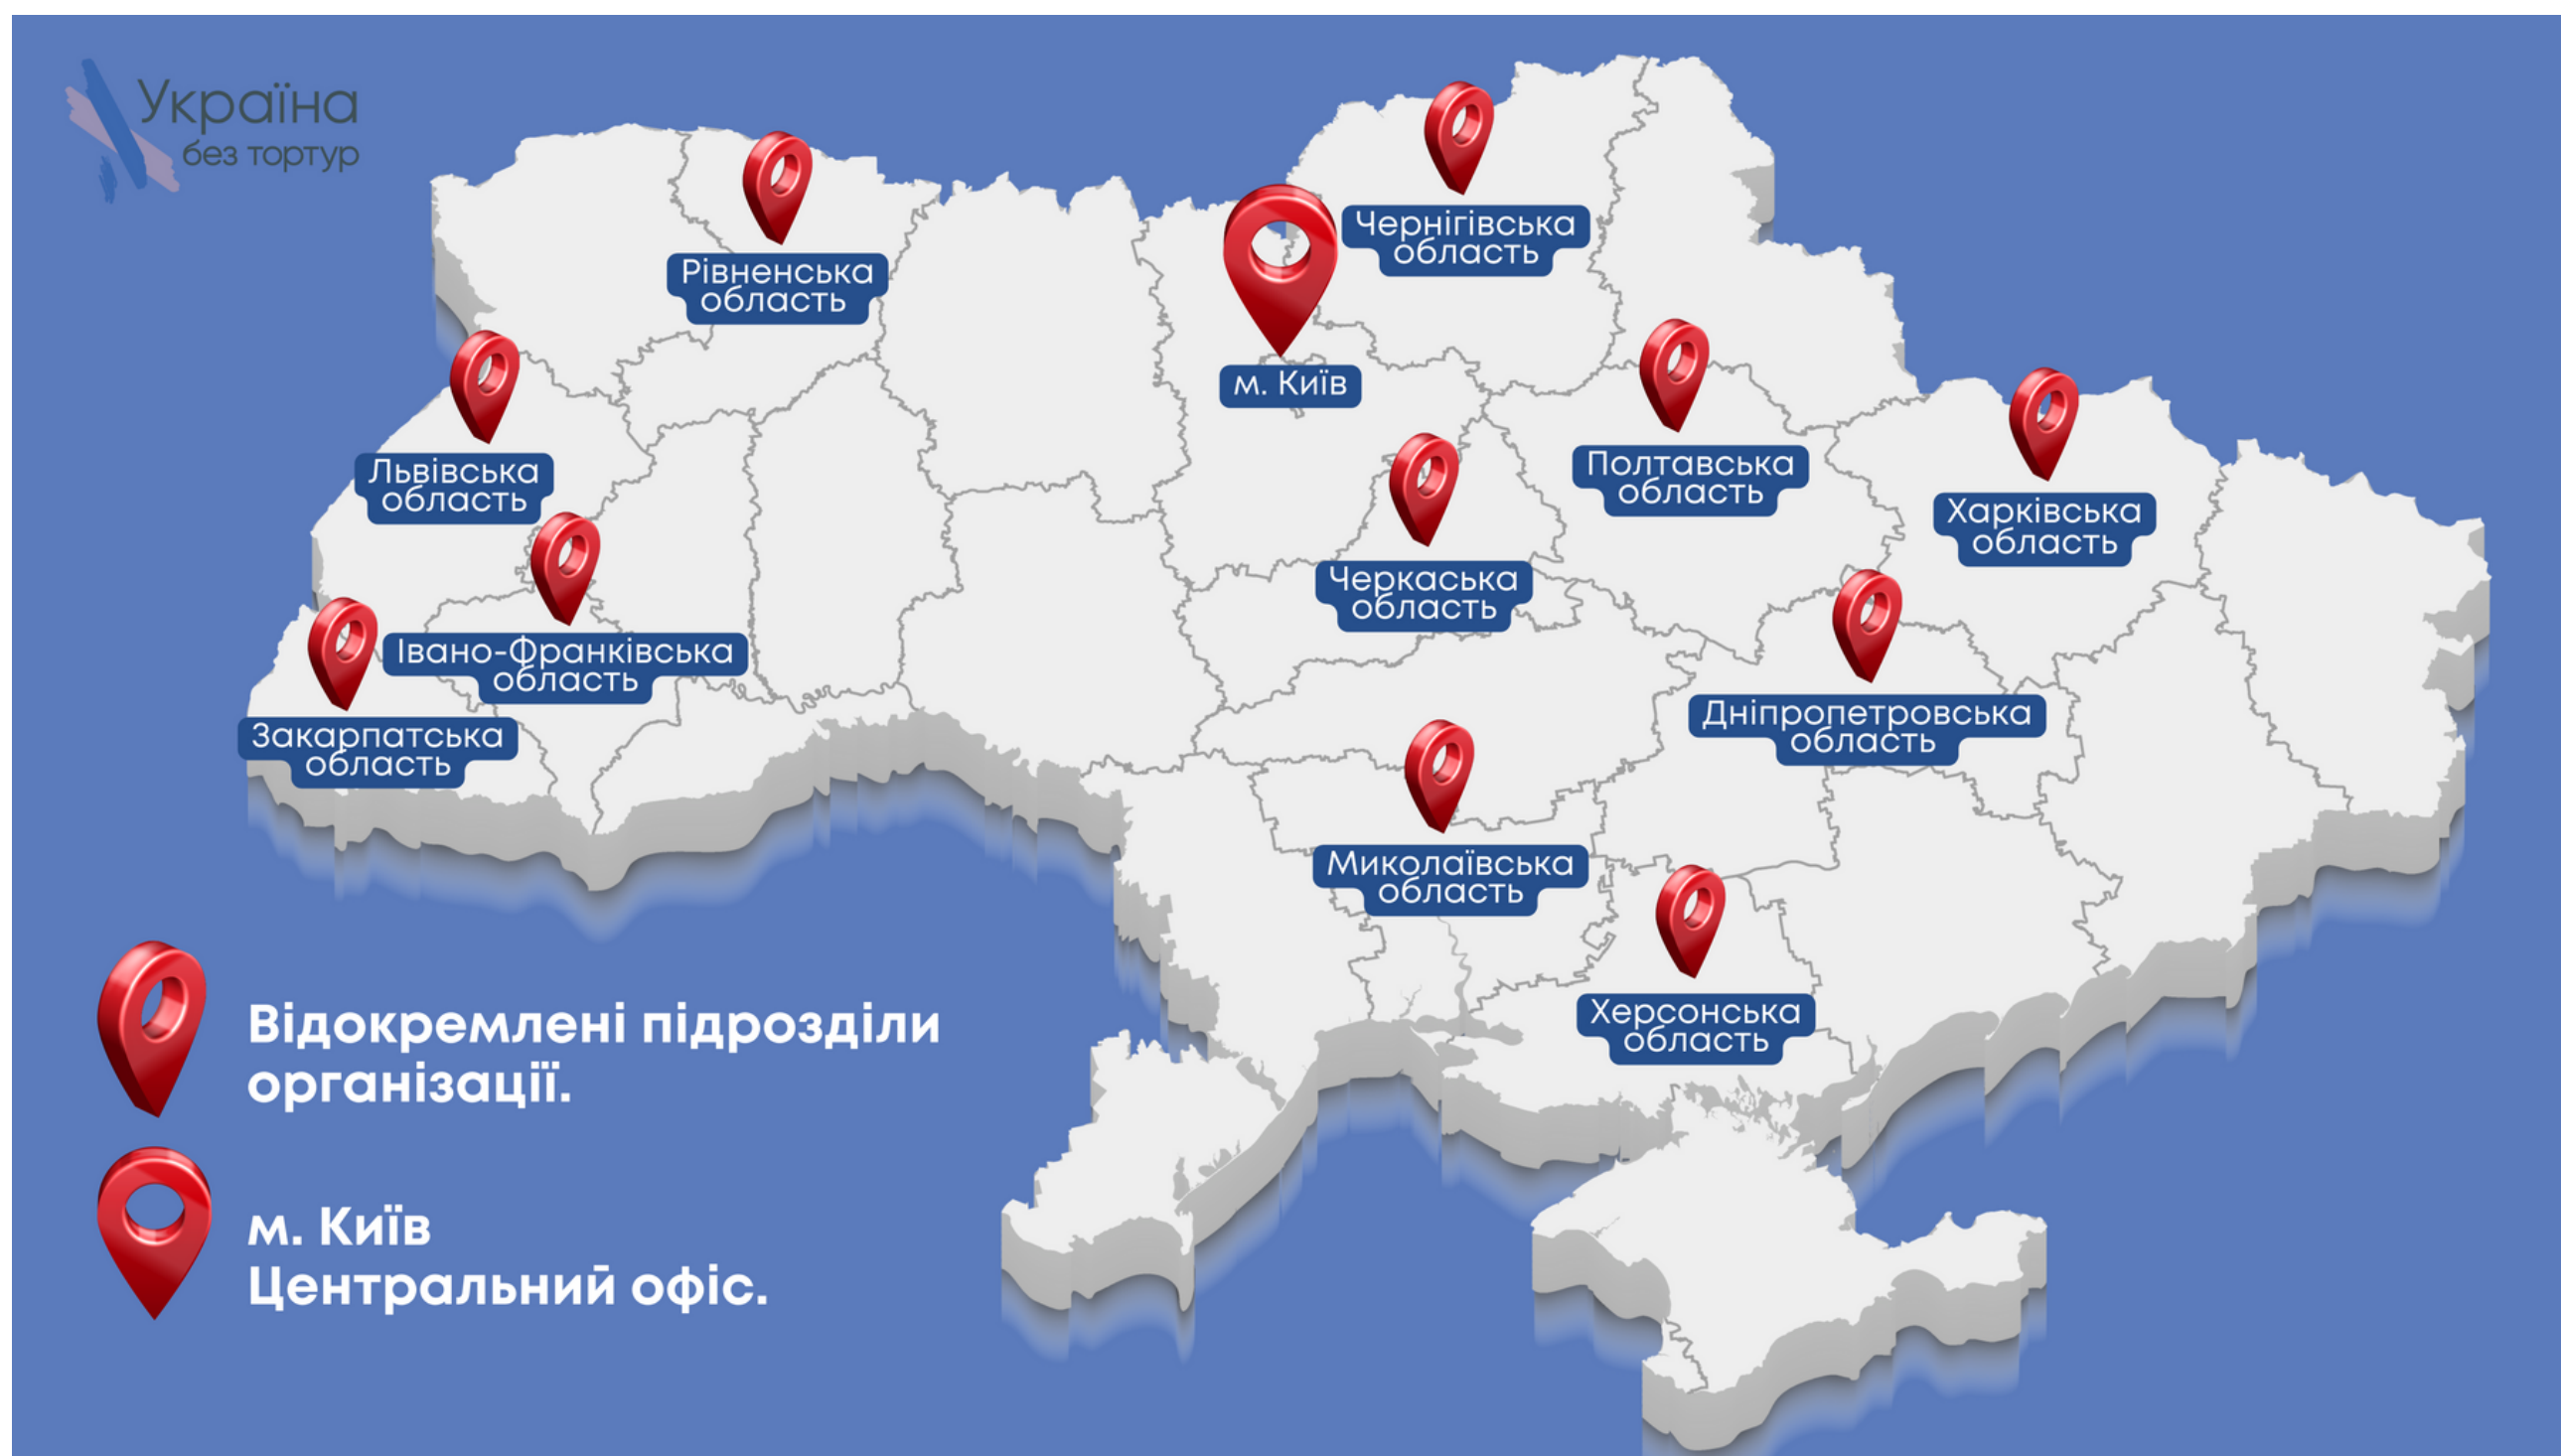 Україна
без тортур
Чернігівська
область
Рівненська
область
м. Київ
Львівська
область
Полтавська
область
Харківська
область
Черкаська
область
Івано-Франківська
область
Закарпатська
область
Дніпропетровська
область
Миколаївська
область
Херсонська
область
Відокремлені підрозділи
організації.
м. Київ
Центральний офіс.